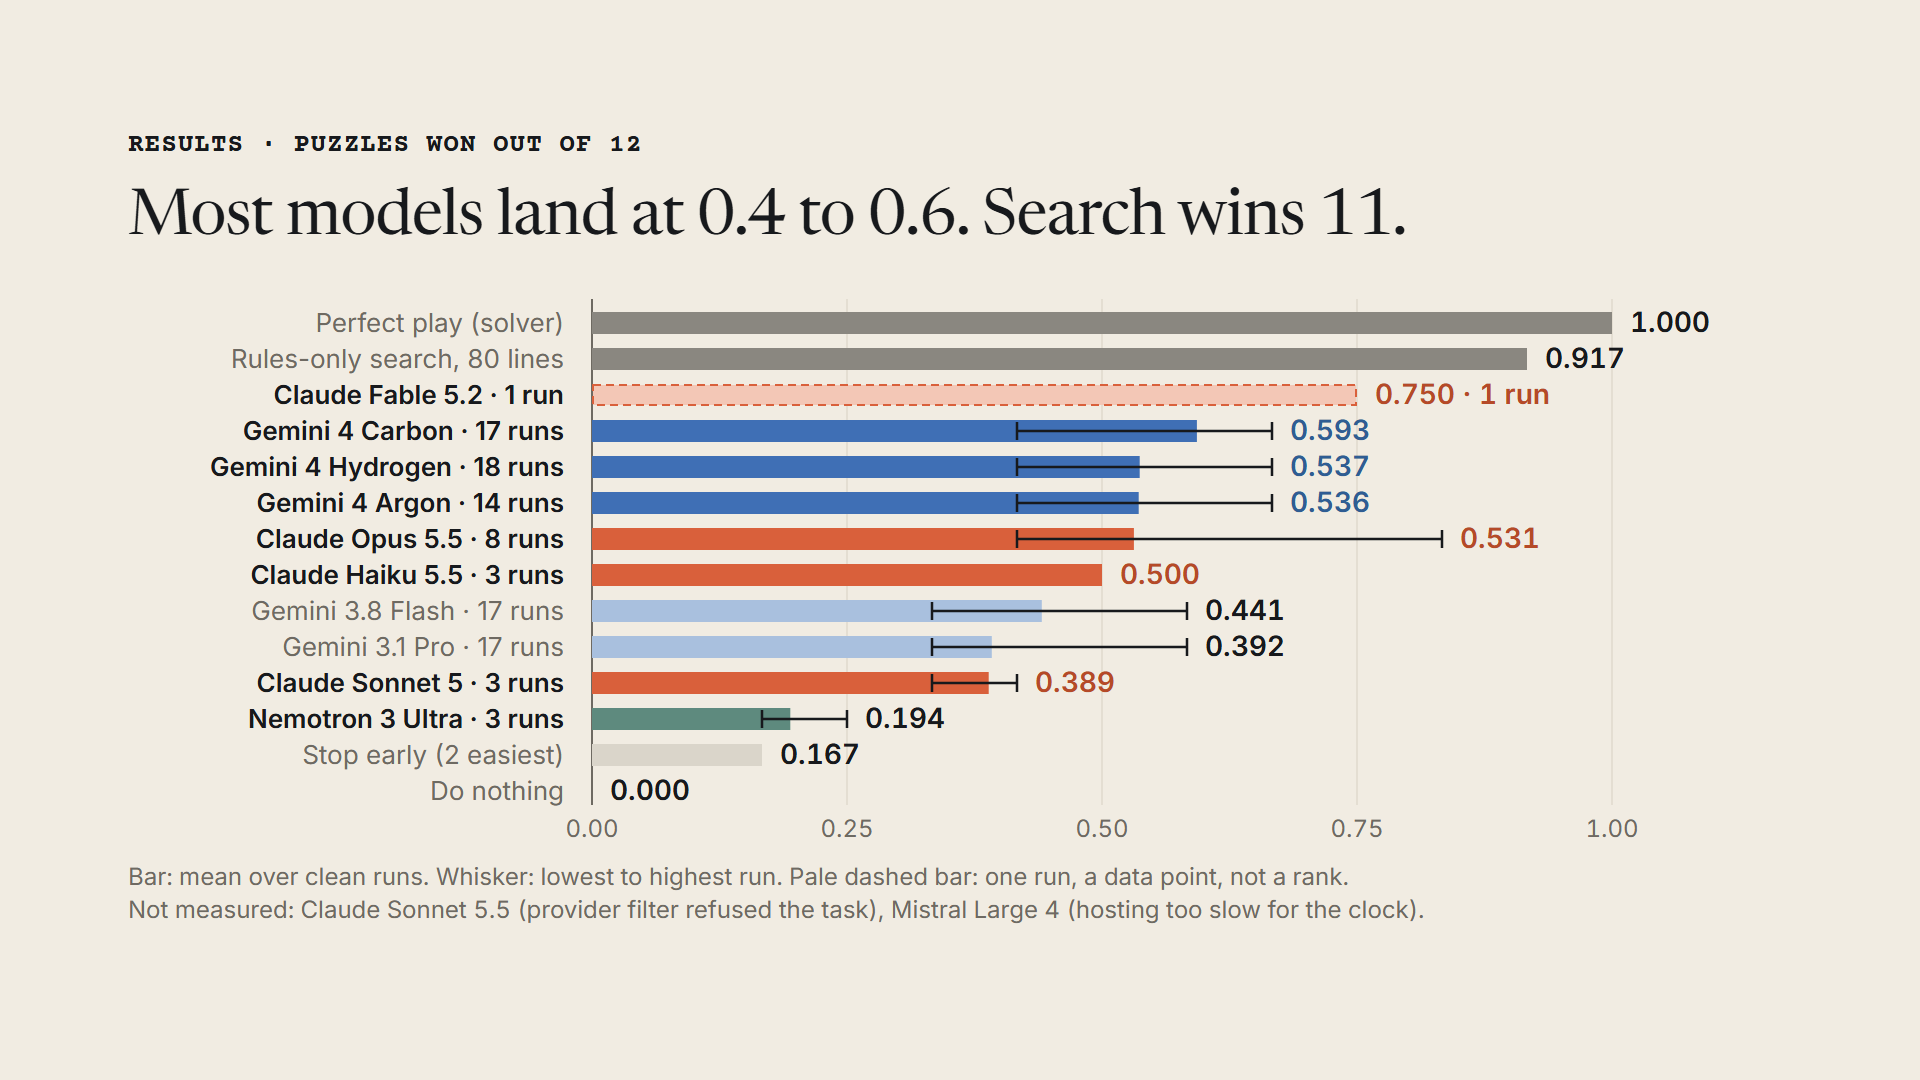 RESULTS · PUZZLES WON OUT OF 12
Most models land at 0.4 to 0.6. Search wins 11.
Perfect play (solver) 1.000
Rules-only search, 80 lines 0.917
Claude Fable 5.2 · 1 run 0.750 · 1 run
Gemini 4 Carbon · 17 runs 0.593
Gemini 4 Hydrogen · 18 runs 0.537
Gemini 4 Argon · 14 runs 0.536
Claude Opus 5.5 · 8 runs 0.531
Claude Haiku 5.5 · 3 runs 0.500
Gemini 3.8 Flash · 17 runs 0.441
Gemini 3.1 Pro · 17 runs 0.392
Claude Sonnet 5 · 3 runs 0.389
Nemotron 3 Ultra · 3 runs 0.194
Stop early (2 easiest) 0.167
Do nothing 0.000
0.00 0.25 0.50 0.75 1.00
Bar: mean over clean runs. Whisker: lowest to highest run. Pale dashed bar: one run, a data point, not a rank.
Not measured: Claude Sonnet 5.5 (provider filter refused the task), Mistral Large 4 (hosting too slow for the clock).